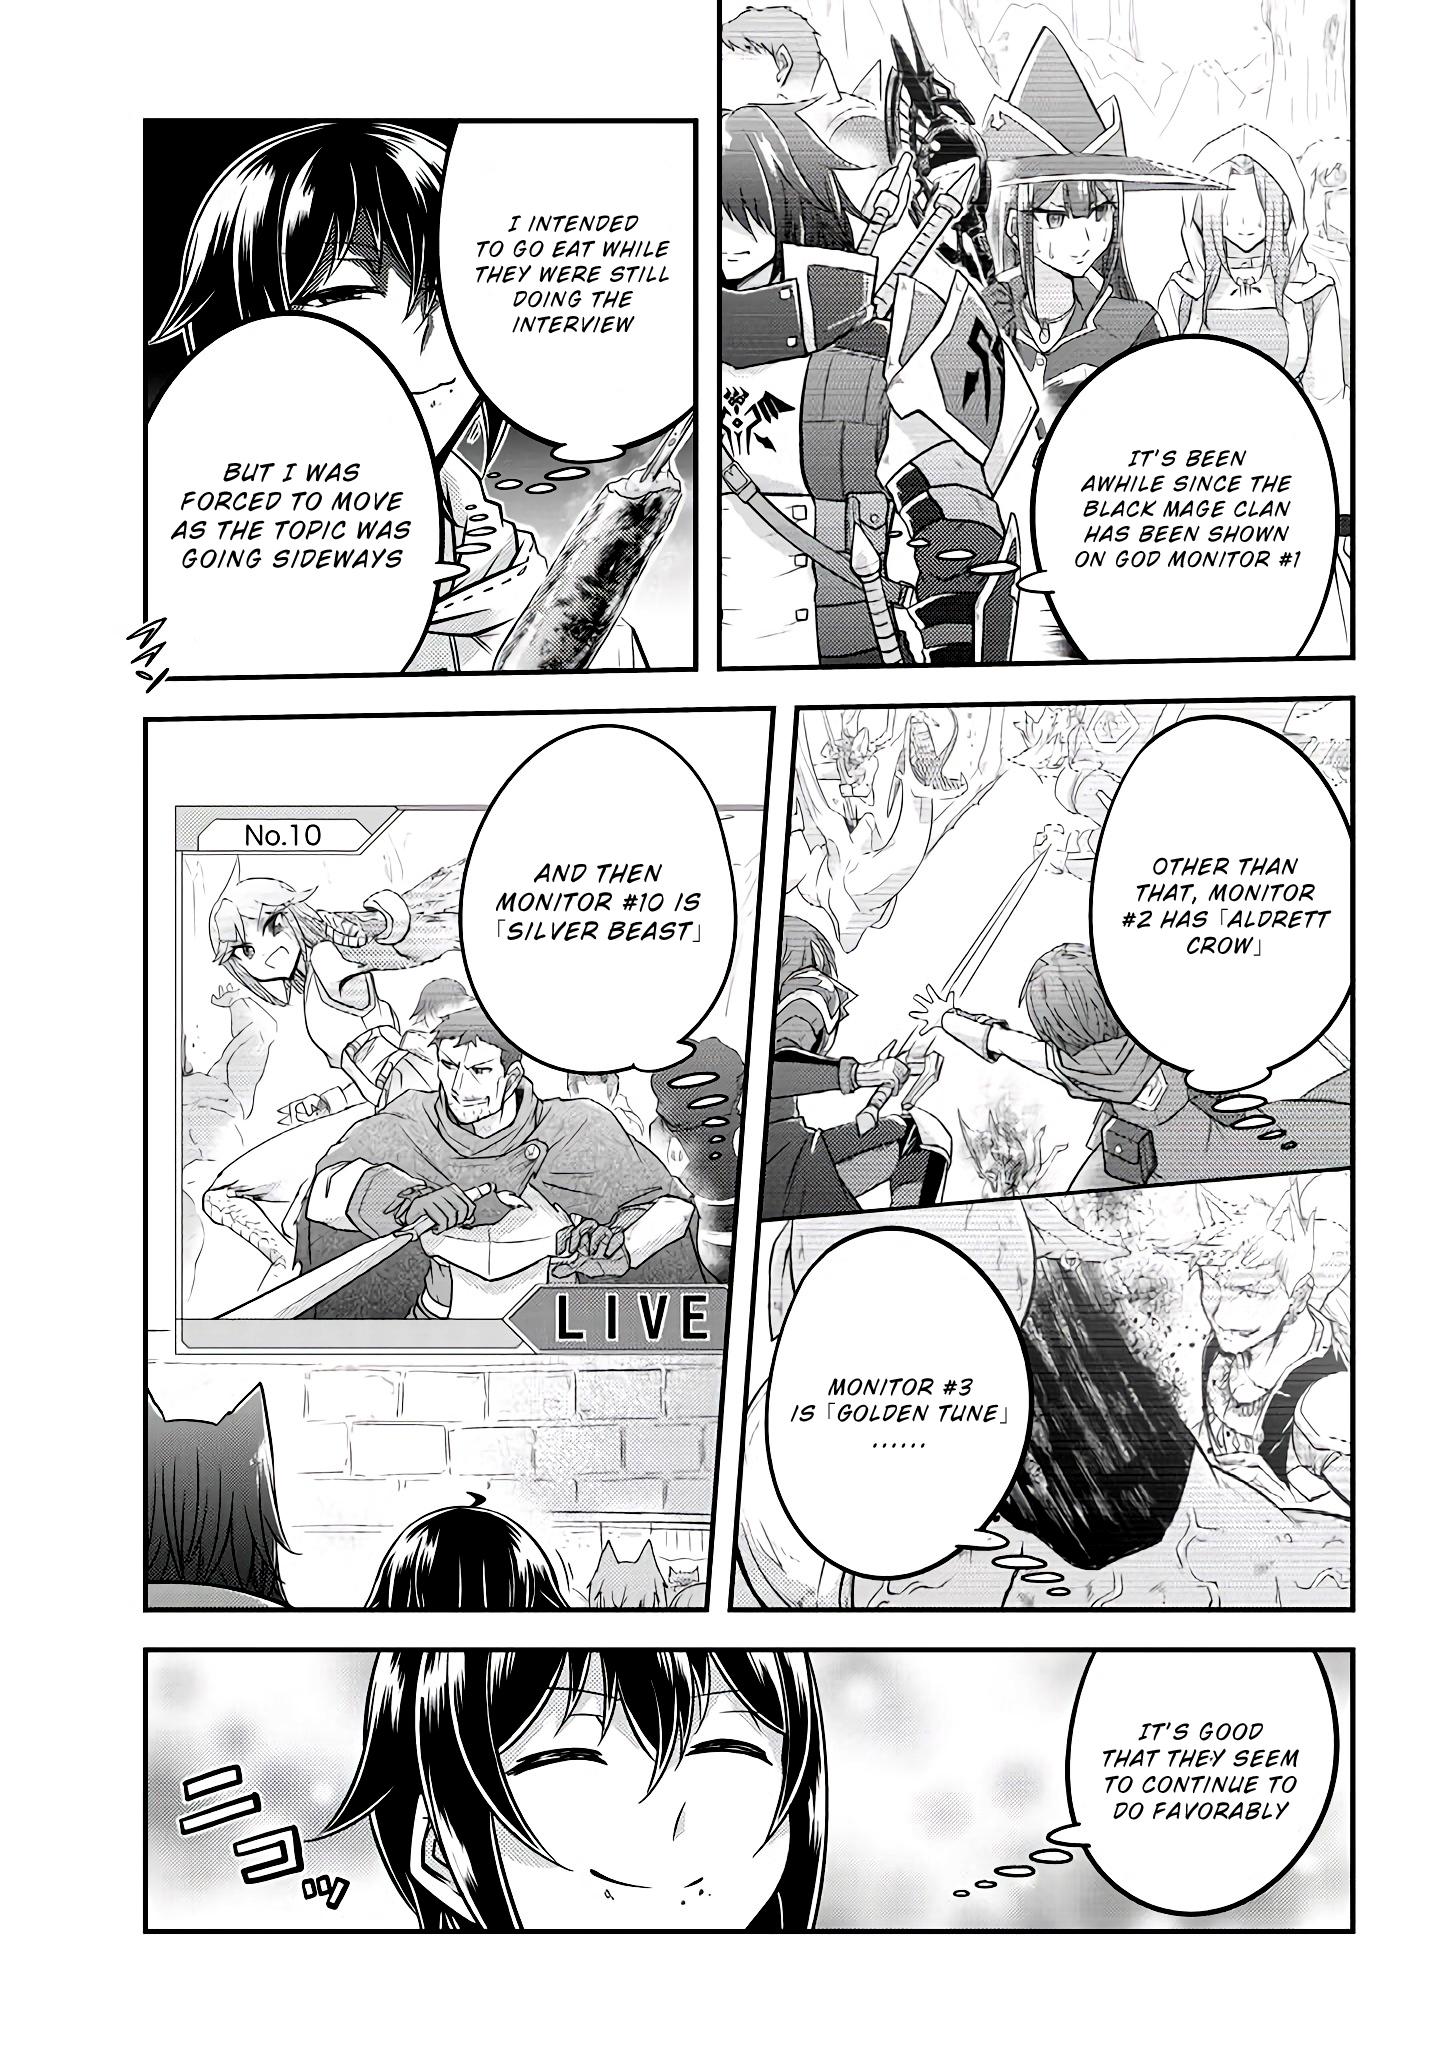 IT'S BEEN
AWHILE SINCE THE
BLACK MAGE CLAN
HAS BEEN SHOWN
ON GOD MONITOR #1
I INTENDED
TO GO EAT WHILE
THEY WERE STILL
DOING THE
INTERVIEW
BUT I WAS
FORCED TO MOVE
AS THE TOPIC WAS
GOING SIDEWAYS
OTHER THAN
THAT, MONITOR
#2 HAS 「ALDRETT
CROW」
MONITOR #3
IS 「GOLDEN TUNE」
......
AND THEN
MONITOR #10 IS
「SILVER BEAST」
No.10
LIVE
IT'S GOOD
THAT THEY SEEM
TO CONTINUE TO
DO FAVORABLY
ニコッ